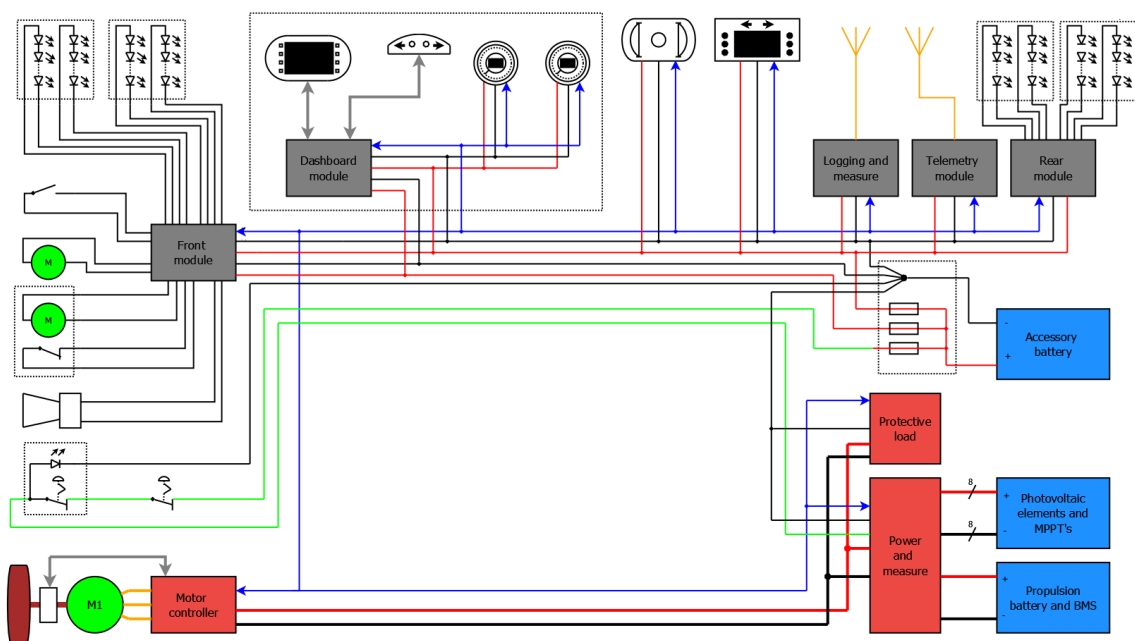 Dashboard
module
Logging and
measure
Telemetry
module
Rear
module
Front
module
M
M
-
Accessory
battery
+
Protective
load
8
+
Photovoltaic
elements and
MPPT's
8
-
Power
and
measure
+
Propulsion
battery and BMS
-
M1
Motor
controller